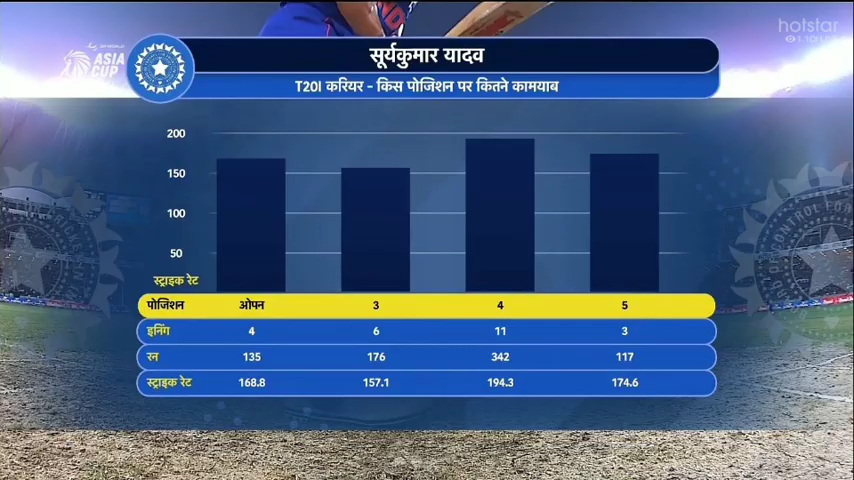 hotstar
ASIA
CUP
सूर्यकुमार यादव
T20I करियर - किस पोजिशन पर कितने कामयाब
200
150
100
50
स्ट्राइक रेट
पोजिशन ओपन 3 4 5
इनिंग 4 6 11 3
रन 135 176 342 117
स्ट्राइक रेट 168.8 157.1 194.3 174.6